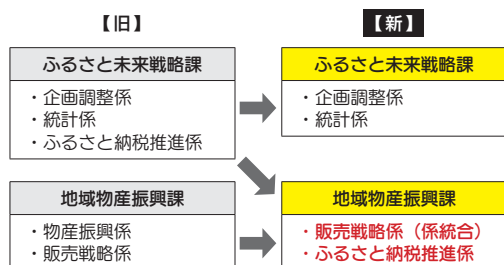 【旧】
ふるさと未来戦略課
・企画調整係
・統計係
・ふるさと納税推進係
地域物産振興課
・物産振興係
・販売戦略係
【新】
ふるさと未来戦略課
・企画調整係
・統計係
地域物産振興課
・販売戦略係（係統合）
・ふるさと納税推進係